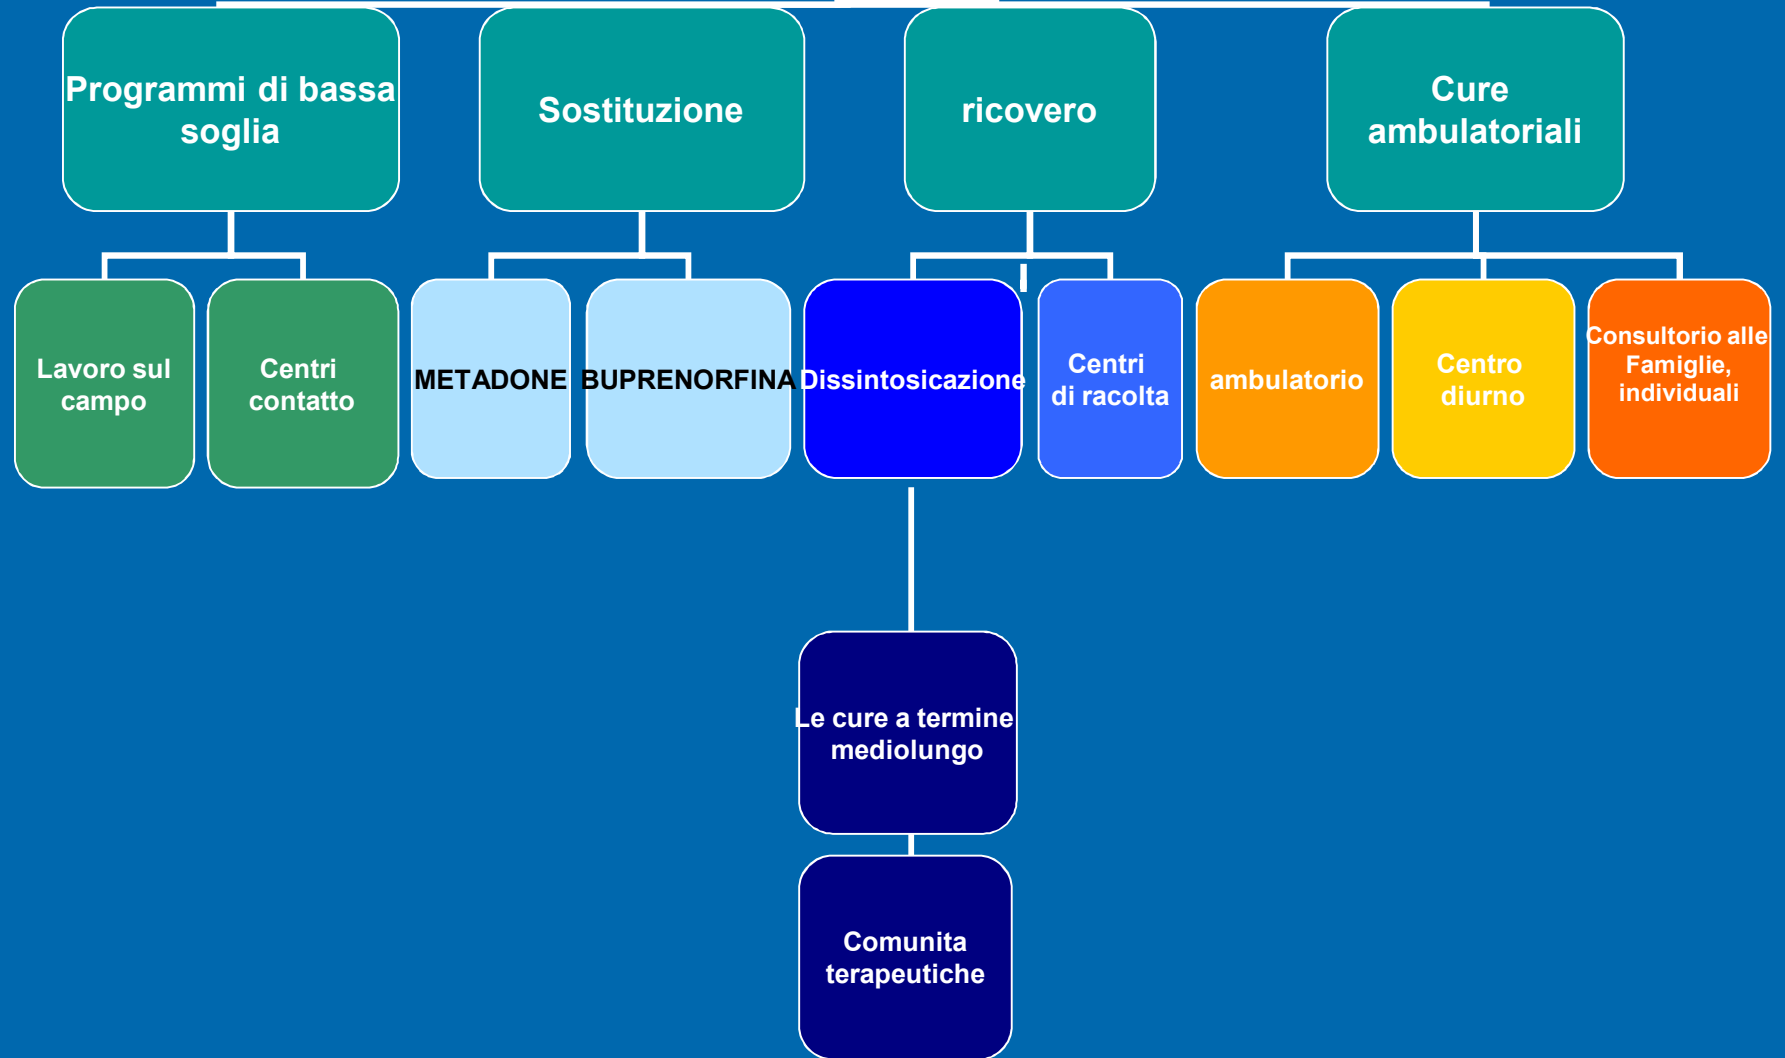 Programmi di bassa
soglia
Sostituzione
ricovero
Cure
ambulatoriali
Lavoro sul
campo
Centri
contatto
METADONE
BUPRENORFINA
Dissintosicazione
Centri
di racolta
ambulatorio
Centro
diurno
Consultorio alle
Famiglie,
individuali
Le cure a termine
mediolungo
Comunita
terapeutiche